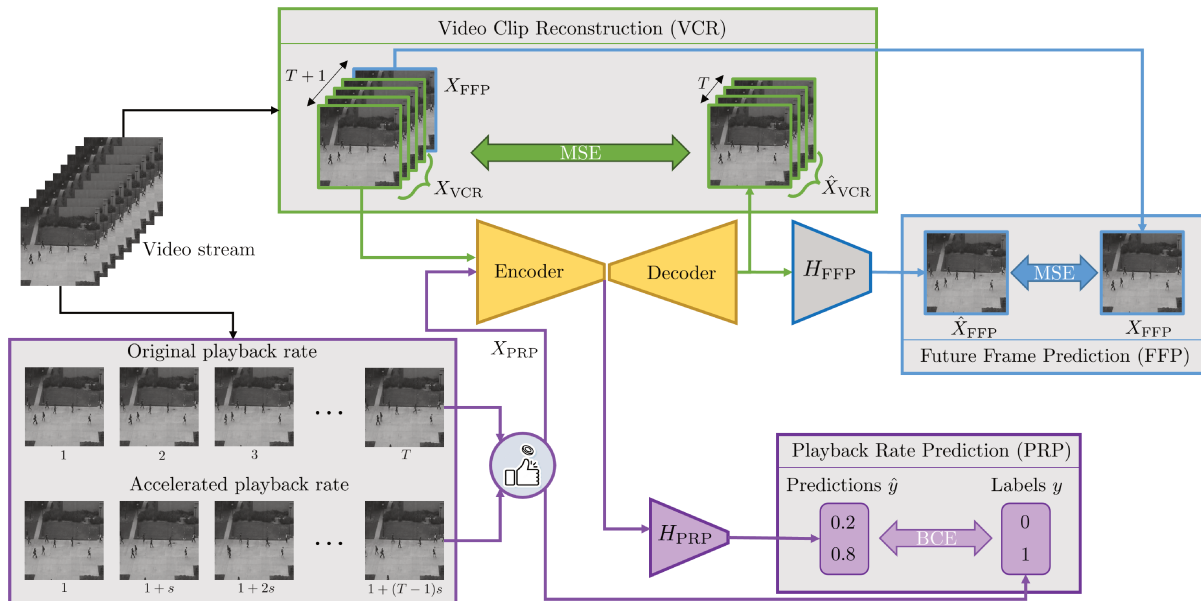 Video Clip Reconstruction (VCR)
T + 1
X_FFP
T
MSE
X_VCR
X̂_VCR
Video stream
Encoder
Decoder
H_FFP
MSE
X̂_FFP
X_FFP
Future Frame Prediction (FFP)
X_PRP
Original playback rate
1 2 3 ... T
Accelerated playback rate
1 1 + s 1 + 2s ... 1 + (T − 1)s
H_PRP
Playback Rate Prediction (PRP)
Predictions ŷ Labels y
0.2 0
BCE
0.8 1